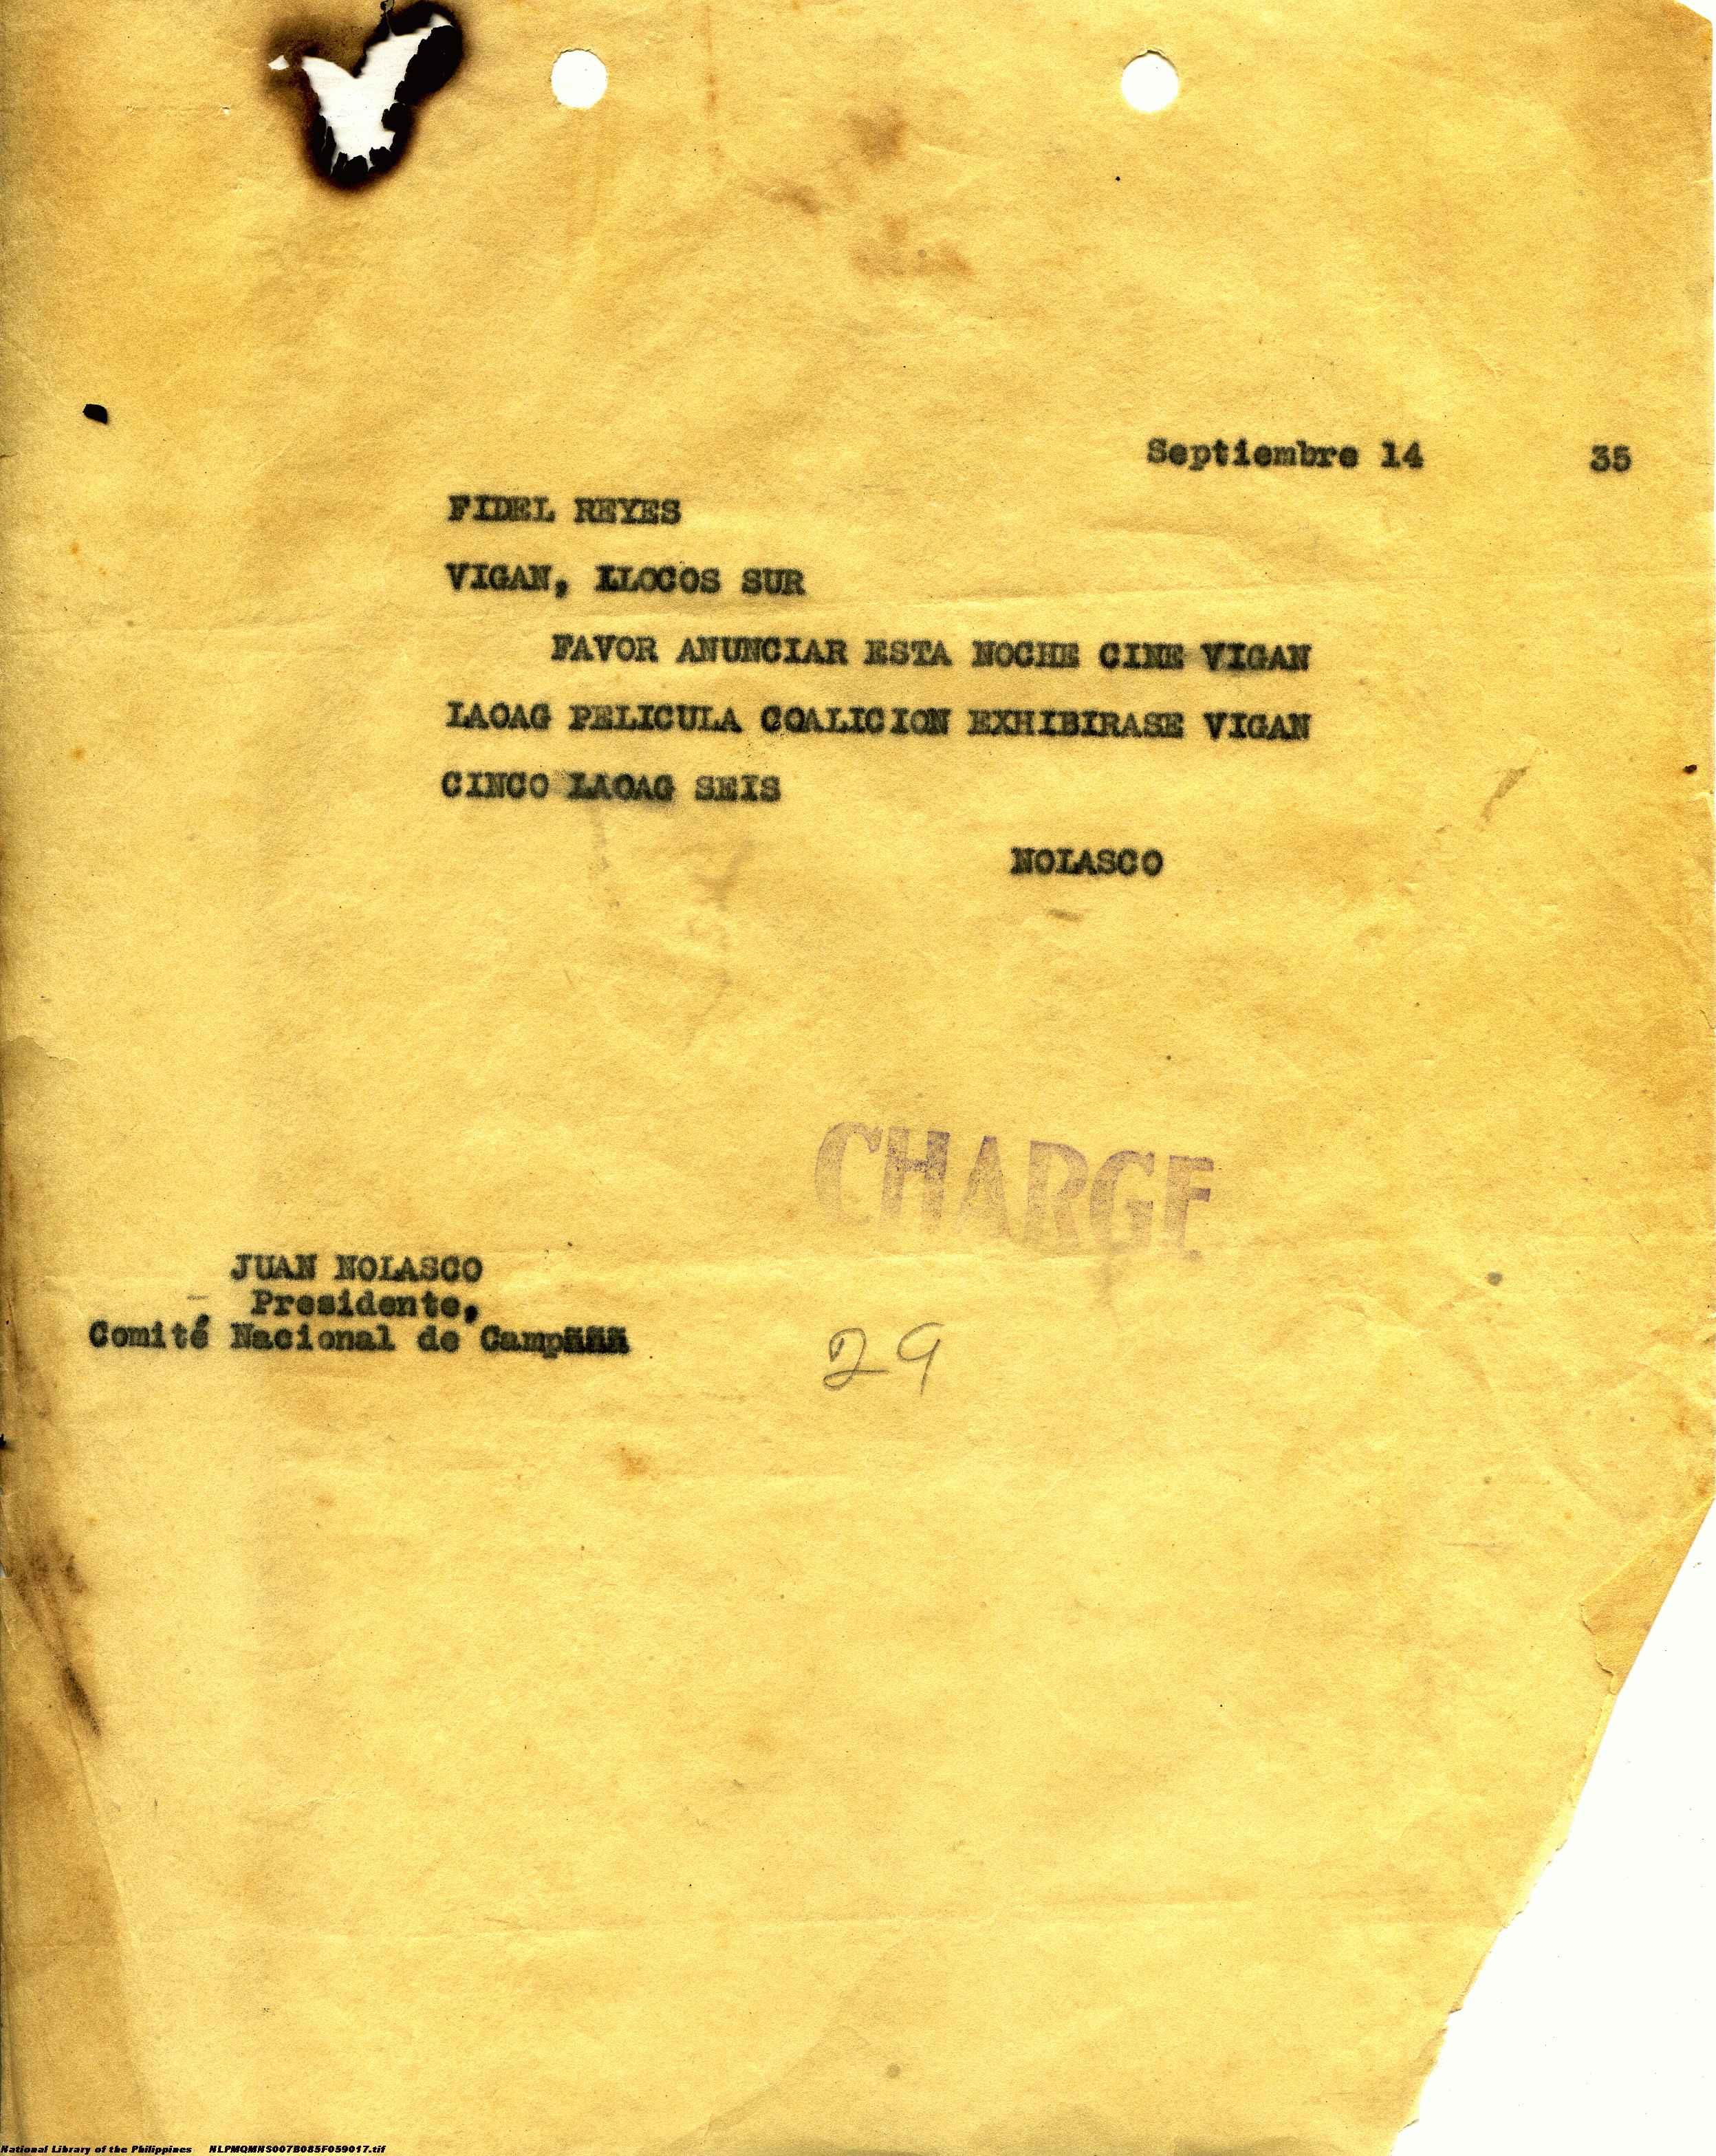 Septiembre 14 35
FIDEL REYES
VIGAN, ILOCOS SUR
FAVOR ANUNCIAR ESTA NOCHE CINE VIGAN
LAOAG PELICULA COALICION EXHIBIRASE VIGAN
CINCO LAOAG SEIS
NOLASCO
CHARGE
JUAN NOLASCO
Presidente,
Comité Nacional de
29
National Library of the Philippines NLPMQMNS007B085F059017.tif